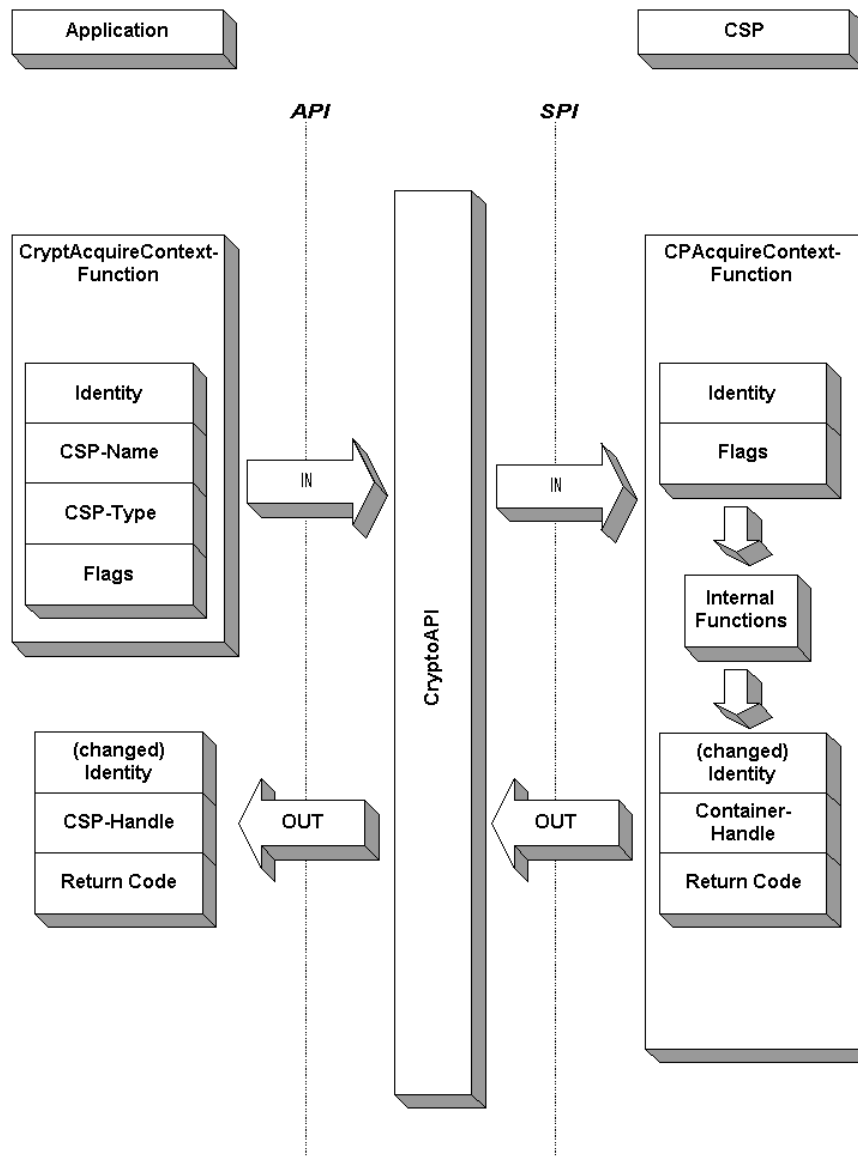 Application
CSP
API
SPI
CryptAcquireContext-
Function
Identity
CSP-Name
CSP-Type
Flags
IN
CryptoAPI
IN
CPAcquireContext-
Function
Identity
Flags
Internal
Functions
(changed)
Identity
CSP-Handle
Return Code
OUT
OUT
(changed)
Identity
Container-
Handle
Return Code